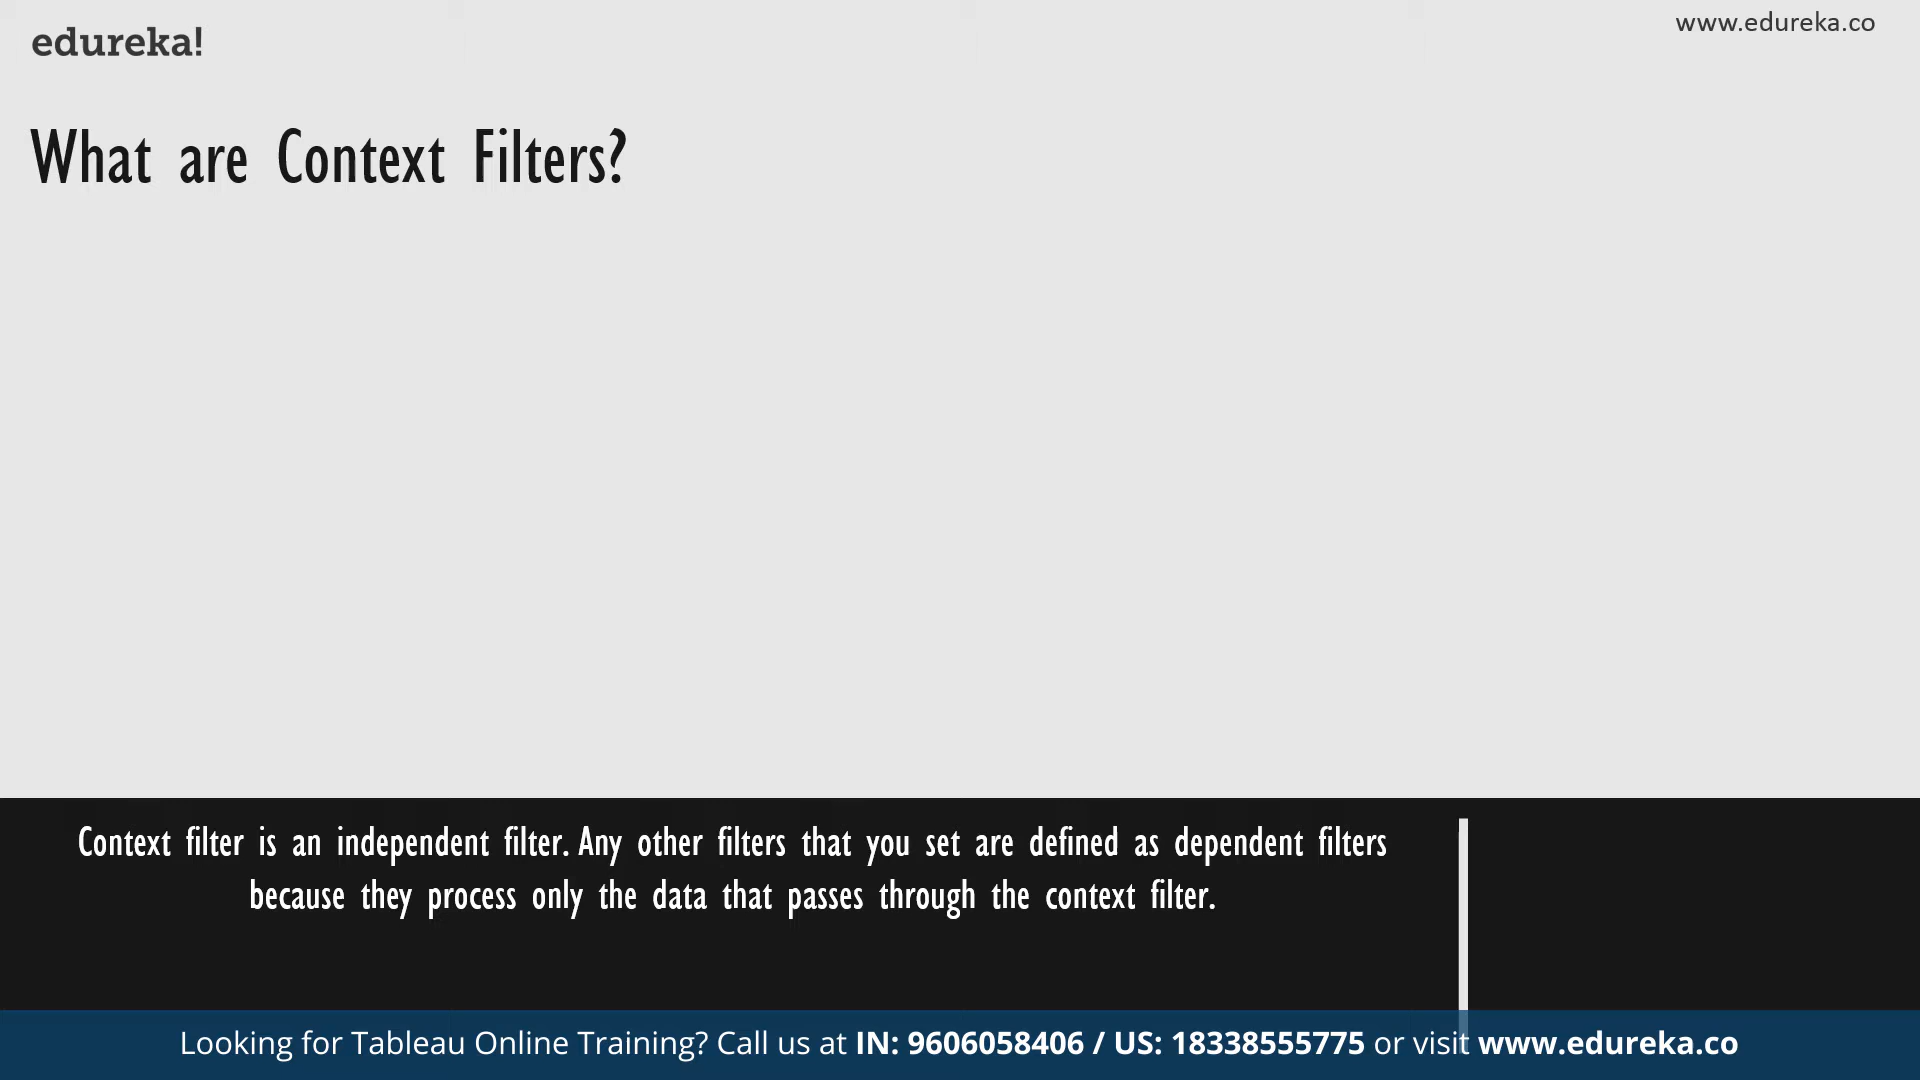 edureka!
www.edureka.co
What are Context Filters?
Context filter is an independent filter. Any other filters that you set are defined as dependent filters
because they process only the data that passes through the context filter.
Looking for Tableau Online Training? Call us at IN: 9606058406 / US: 18338555775 or visit www.edureka.co